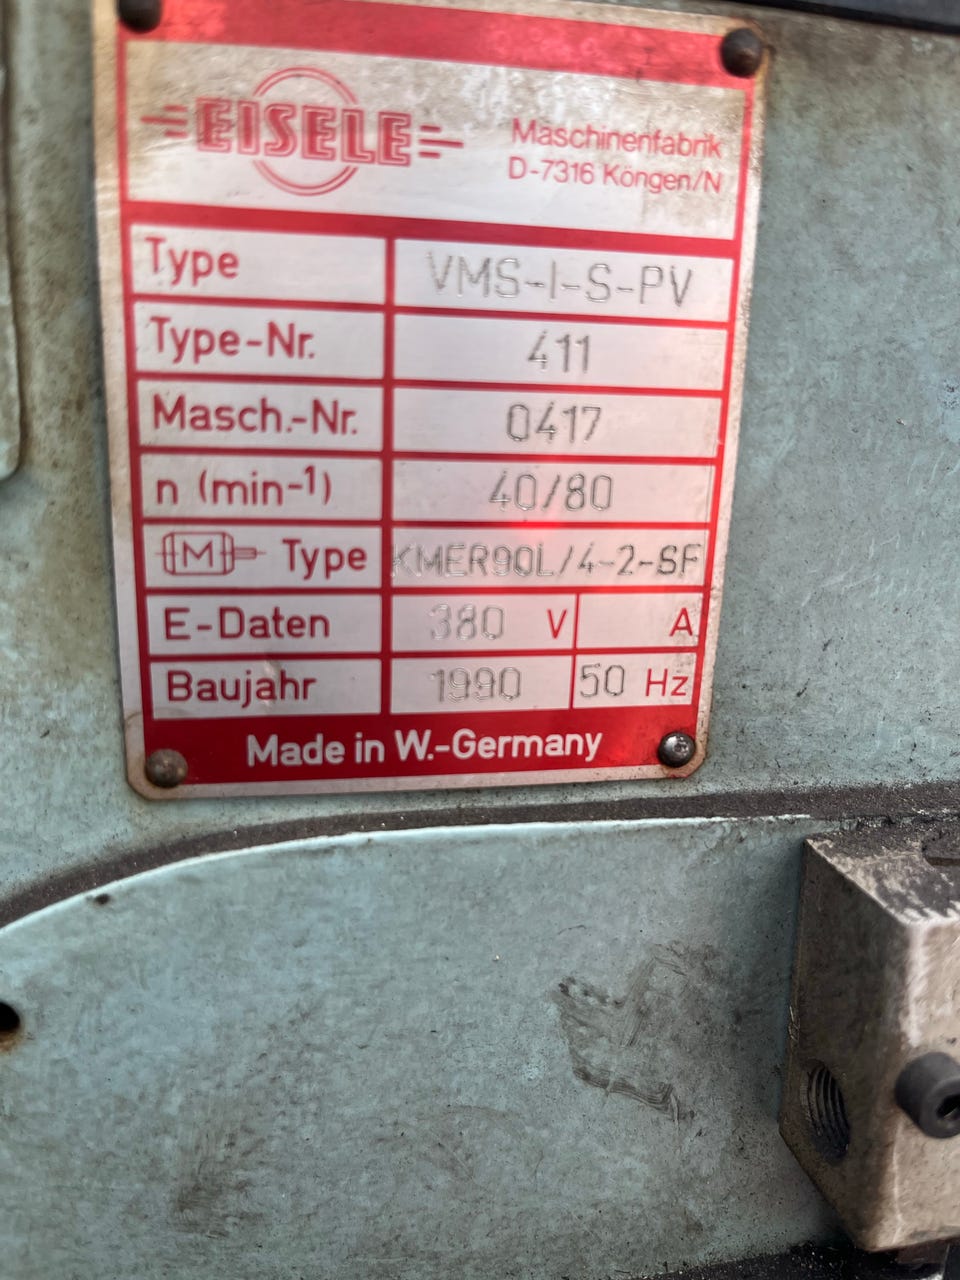 EISELE
Maschinenfabrik
D-7316 Köngen/N
Type VMS-I-S-PV
Type-Nr. 411
Masch.-Nr. 0417
n (min-1) 40/80
M Type KMER90L/4-2-SF
E-Daten 380 V A
Baujahr 1990 50 Hz
Made in W.-Germany